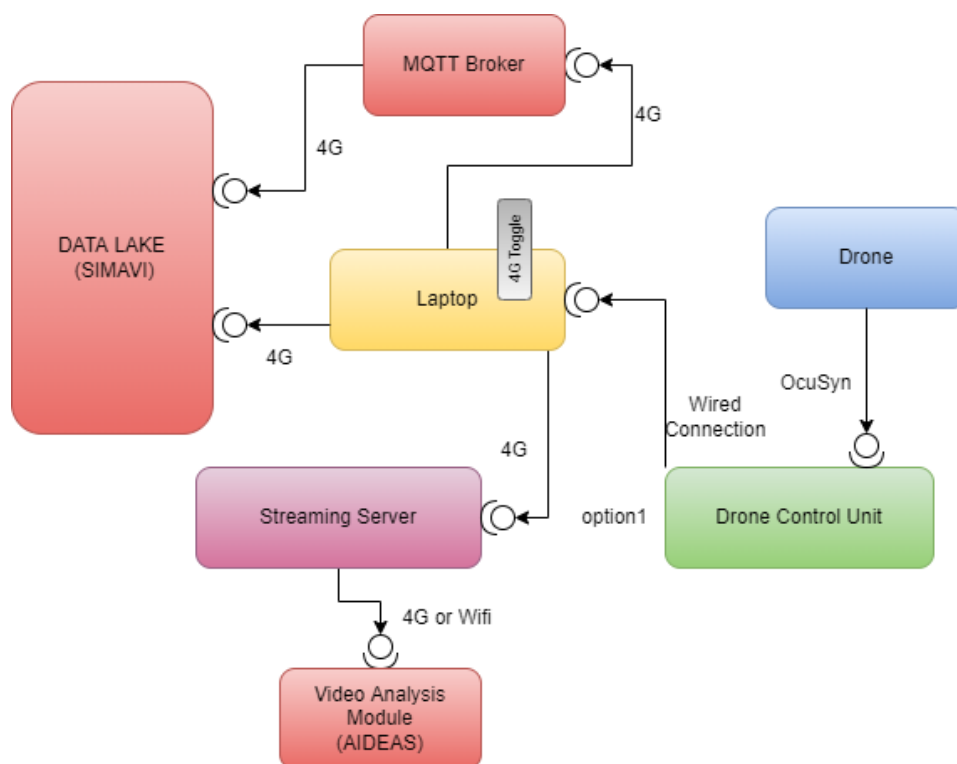 MQTT Broker
4G
4G
DATA LAKE
(SIMAVI)
4G Toggle
Laptop
Drone
4G
OcuSyn
Wired
Connection
4G
Streaming Server
option1
Drone Control Unit
4G or Wifi
Video Analysis
Module
(AIDEAS)